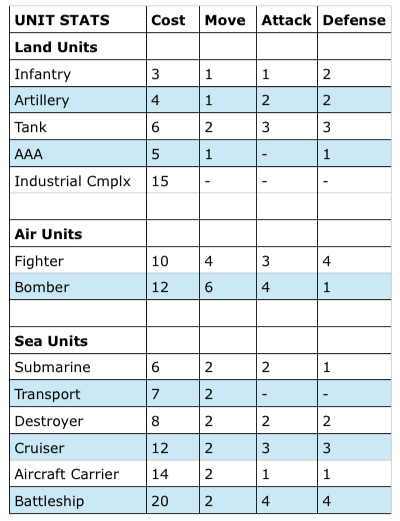 UNIT STATS Cost Move Attack Defense
Land Units
Infantry 3 1 1 2
Artillery 4 1 2 2
Tank 6 2 3 3
AAA 5 1 - 1
Industrial Cmplx 15 - - -
Air Units
Fighter 10 4 3 4
Bomber 12 6 4 1
Sea Units
Submarine 6 2 2 1
Transport 7 2 - -
Destroyer 8 2 2 2
Cruiser 12 2 3 3
Aircraft Carrier 14 2 1 1
Battleship 20 2 4 4